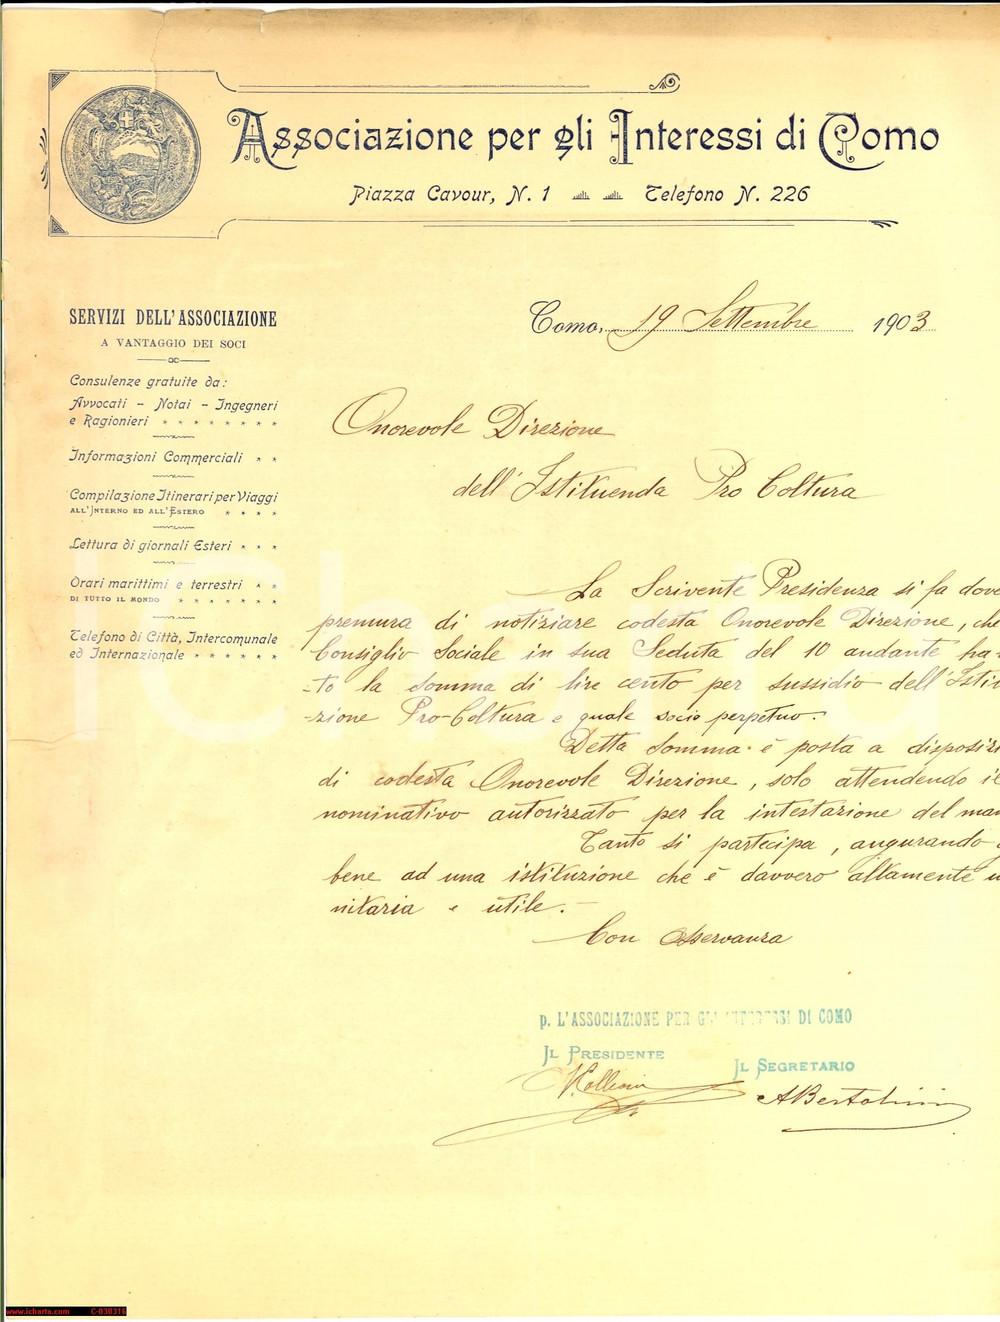 Associazione per gli Interessi di Como
Piazza Cavour, N. 1 Telefono N. 226
SERVIZI DELL'ASSOCIAZIONE
A VANTAGGIO DEI SOCI
Consulenze gratuite da:
Avvocati - Notai - Ingegneri
e Ragionieri
Informazioni Commerciali
Compilazione Itinerari per Viaggi
ALL'INTERNO ED ALL'ESTERO
Lettura di giornali Esteri
Orari marittimi e terrestri
DI TUTTO IL MONDO
Telefono di Città, Intercomunale
ed Internazionale
Como, 19 Settembre 1903
Onorevole Direzione
dell'Istituenda Pro Coltura
La Scrivente Presidenza si fa dove
premura di notiziare codesta Onorevole Direzione, che
Consiglio Sociale in sua Seduta del 10 andante ha
-to la somma di lire cento per sussidio dell'Istitu
-zione Pro-Coltura e quale socio perpetuo.
Detta somma è posta a disposizi
di codesta Onorevole Direzione, solo attendendo il
nominativo autorizzato per la intestazione del man
Tanto si partecipa, augurando
bene ad una istituzione che è davvero altamente u
nitaria e utile.-
Con Osservanza
p. L'ASSOCIAZIONE PER GLI INTERESSI DI COMO
IL PRESIDENTE
IL SEGRETARIO
ABertolini
iCharta
www.icharta.com C-030316